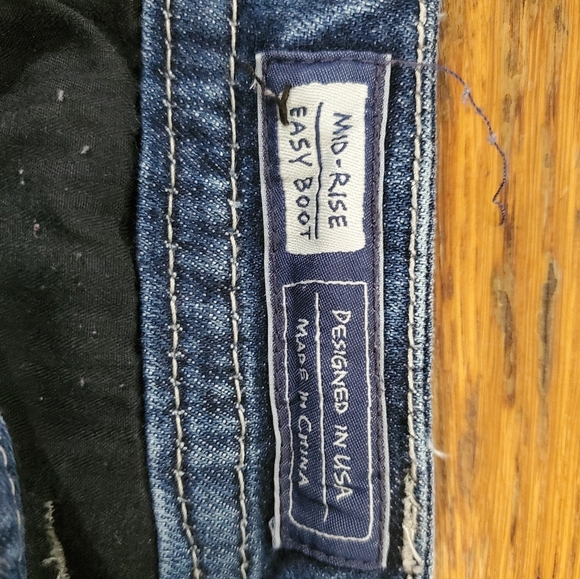 MID-RISE
EASY BOOT
DESIGNED IN USA
MADE IN CHINA